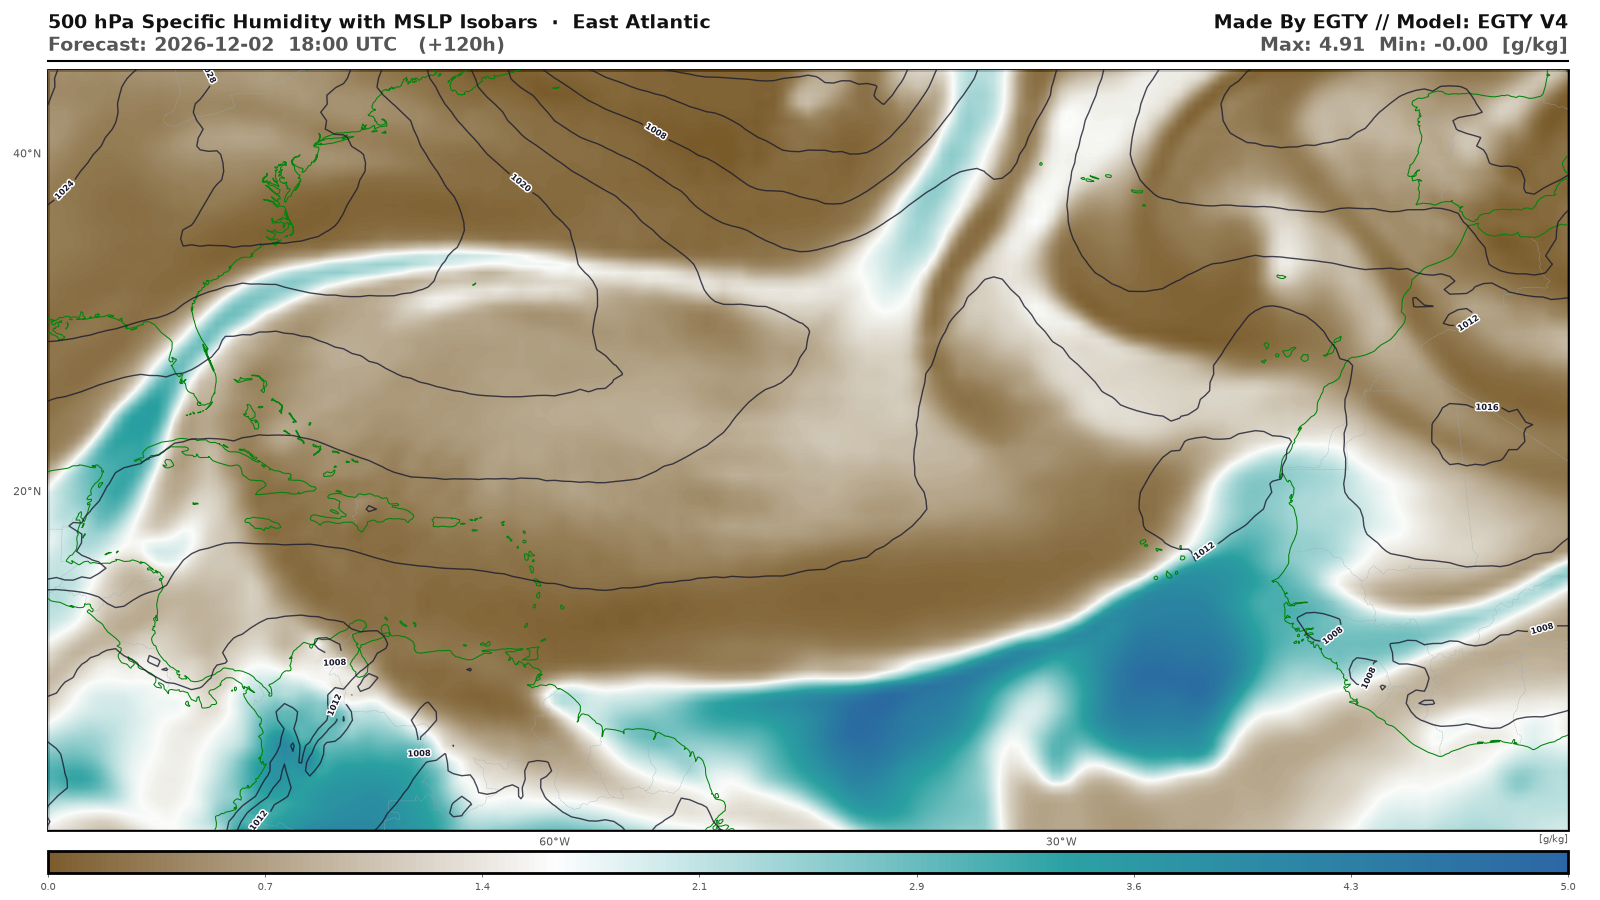 500 hPa Specific Humidity with MSLP Isobars · East Atlantic
Made By EGTY // Model: EGTY V4
Forecast: 2026-12-02 18:00 UTC (+120h)
Max: 4.91 Min: -0.00 [g/kg]
1028
1008
40°N
1024
1020
1012
1016
20°N
1012
1008
1008
1008
1008
1012
1008
1012
60°W
30°W
[g/kg]
0.0 0.7 1.4 2.1 2.9 3.6 4.3 5.0